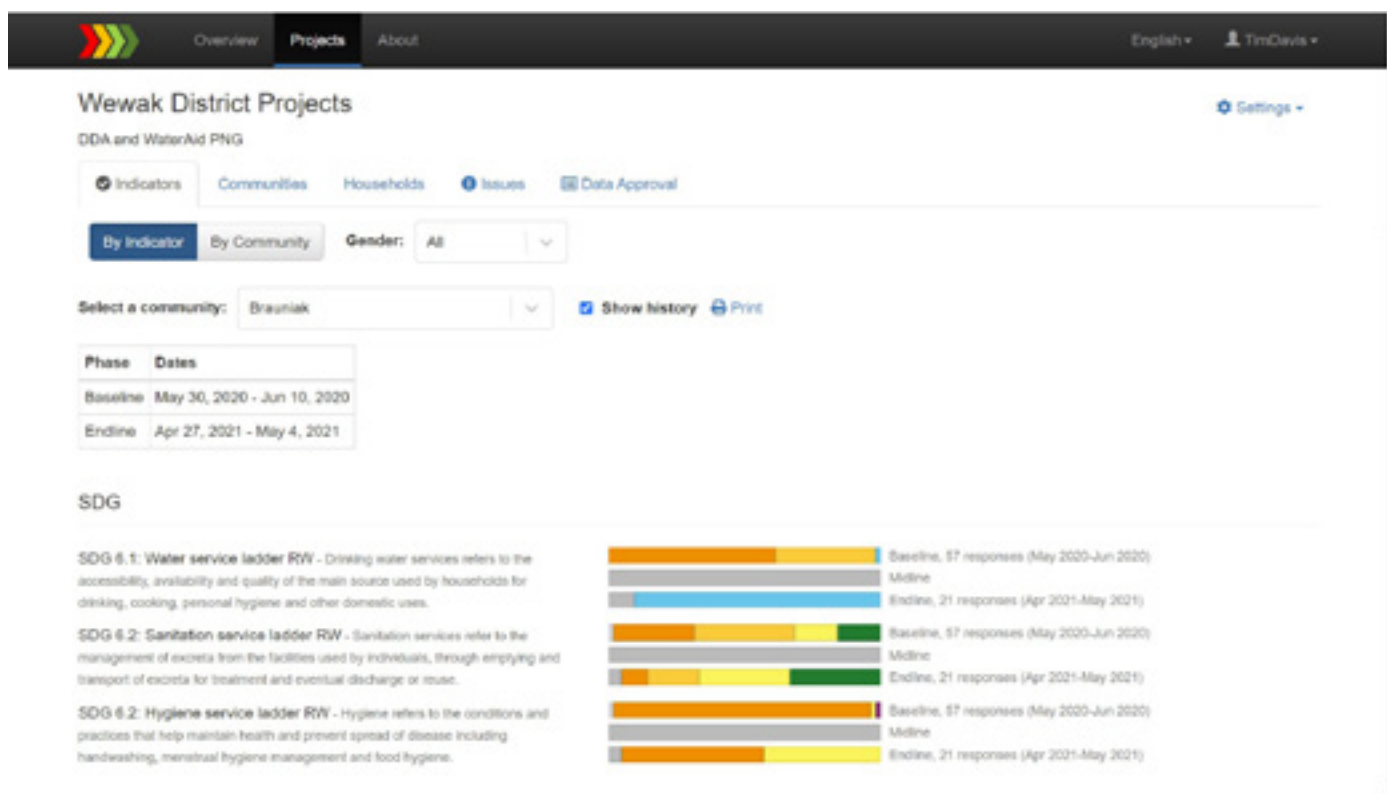 Overview Projects About English TimDavis
Wewak District Projects
Settings
DDA and WaterAid PNG
Indicators Communities Households Issues Data Approval
By Indicator By Community Gender: All
Select a community: Brauniak Show history Print
Phase Dates
Baseline May 30, 2020 - Jun 10, 2020
Endline Apr 27, 2021 - May 4, 2021
SDG
SDG 6.1: Water service ladder RW - Drinking water services refers to the
accessibility, availability and quality of the main source used by households for
drinking, cooking, personal hygiene and other domestic uses.
Baseline, 57 responses (May 2020-Jun 2020)
Midline
Endline, 21 responses (Apr 2021-May 2021)
SDG 6.2: Sanitation service ladder RW - Sanitation services refer to the
management of excreta from the facilities used by individuals, through emptying and
transport of excreta for treatment and eventual discharge or reuse.
Baseline, 57 responses (May 2020-Jun 2020)
Midline
Endline, 21 responses (Apr 2021-May 2021)
SDG 6.2: Hygiene service ladder RW - Hygiene refers to the conditions and
practices that help maintain health and prevent spread of disease including
handwashing, menstrual hygiene management and food hygiene.
Baseline, 57 responses (May 2020-Jun 2020)
Midline
Endline, 21 responses (Apr 2021-May 2021)